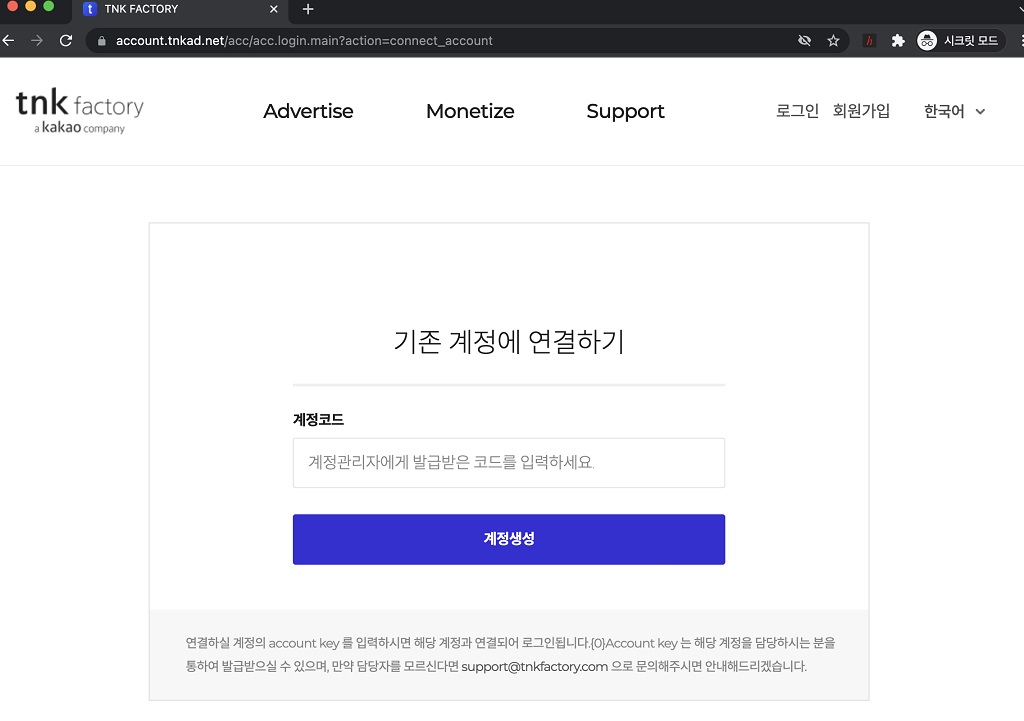 TNK FACTORY
account.tnkad.net/acc/acc.login.main?action=connect_account
시크릿 모드
tnk factory
a kakao company
Advertise
Monetize
Support
로그인
회원가입
한국어
기존 계정에 연결하기
계정코드
계정관리자에게 발급받은 코드를 입력하세요.
계정생성
연결하실 계정의 account key 를 입력하시면 해당 계정과 연결되어 로그인됩니다.{0}Account key 는 해당 계정을 담당하시는 분을
통하여 발급받으실 수 있으며, 만약 담당자를 모르신다면 support@tnkfactory.com 으로 문의해주시면 안내해드리겠습니다.